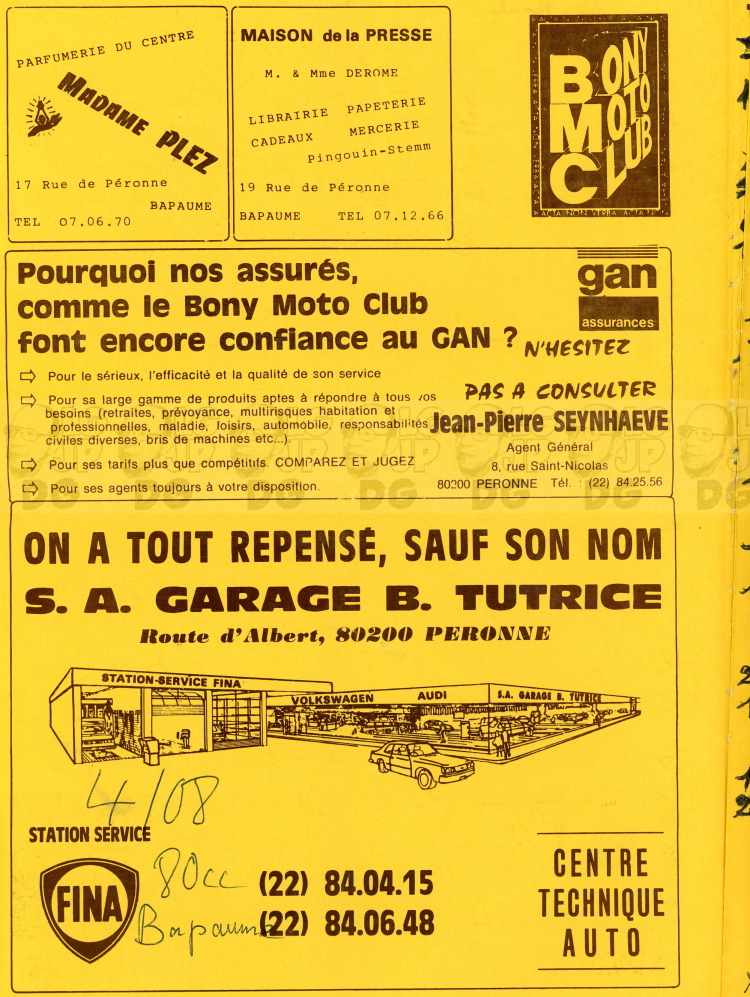 PARFUMERIE DU CENTRE
MADAME PLEZ
17 Rue de Péronne
BAPAUME
TEL 07.06.70
MAISON de la PRESSE
M. & Mme DEROME
LIBRAIRIE PAPETERIE
CADEAUX MERCERIE
Pingouin-Stemm
19 Rue de Péronne
BAPAUME TEL 07.12.66
BONY
MOTO
CLUB
BMC
ACTA NON VERBA ACTA
Pourquoi nos assurés,
comme le Bony Moto Club
font encore confiance au GAN ?
gan
assurances
N'HESITEZ
PAS A CONSULTER
Pour le sérieux, l'efficacité et la qualité de son service
Pour sa large gamme de produits aptes à répondre à tous vos
besoins (retraites, prévoyance, multirisques habitation et
professionnelles, maladie, loisirs, automobile, responsabilités
civiles diverses, bris de machines etc...).
Pour ses tarifs plus que compétitifs. COMPAREZ ET JUGEZ
Pour ses agents toujours à votre disposition.
Jean-Pierre SEYNHAEVE
Agent Général
8, rue Saint-Nicolas
80200 PERONNE Tél. : (22) 84.25.56
ON A TOUT REPENSÉ, SAUF SON NOM
S. A. GARAGE B. TUTRICE
Route d'Albert, 80200 PERONNE
STATION-SERVICE FINA
VOLKSWAGEN AUDI S.A. GARAGE B. TUTRICE
4/08
STATION SERVICE
FINA
80cc
Bapaume
(22) 84.04.15
(22) 84.06.48
CENTRE
TECHNIQUE
AUTO
JP
DG